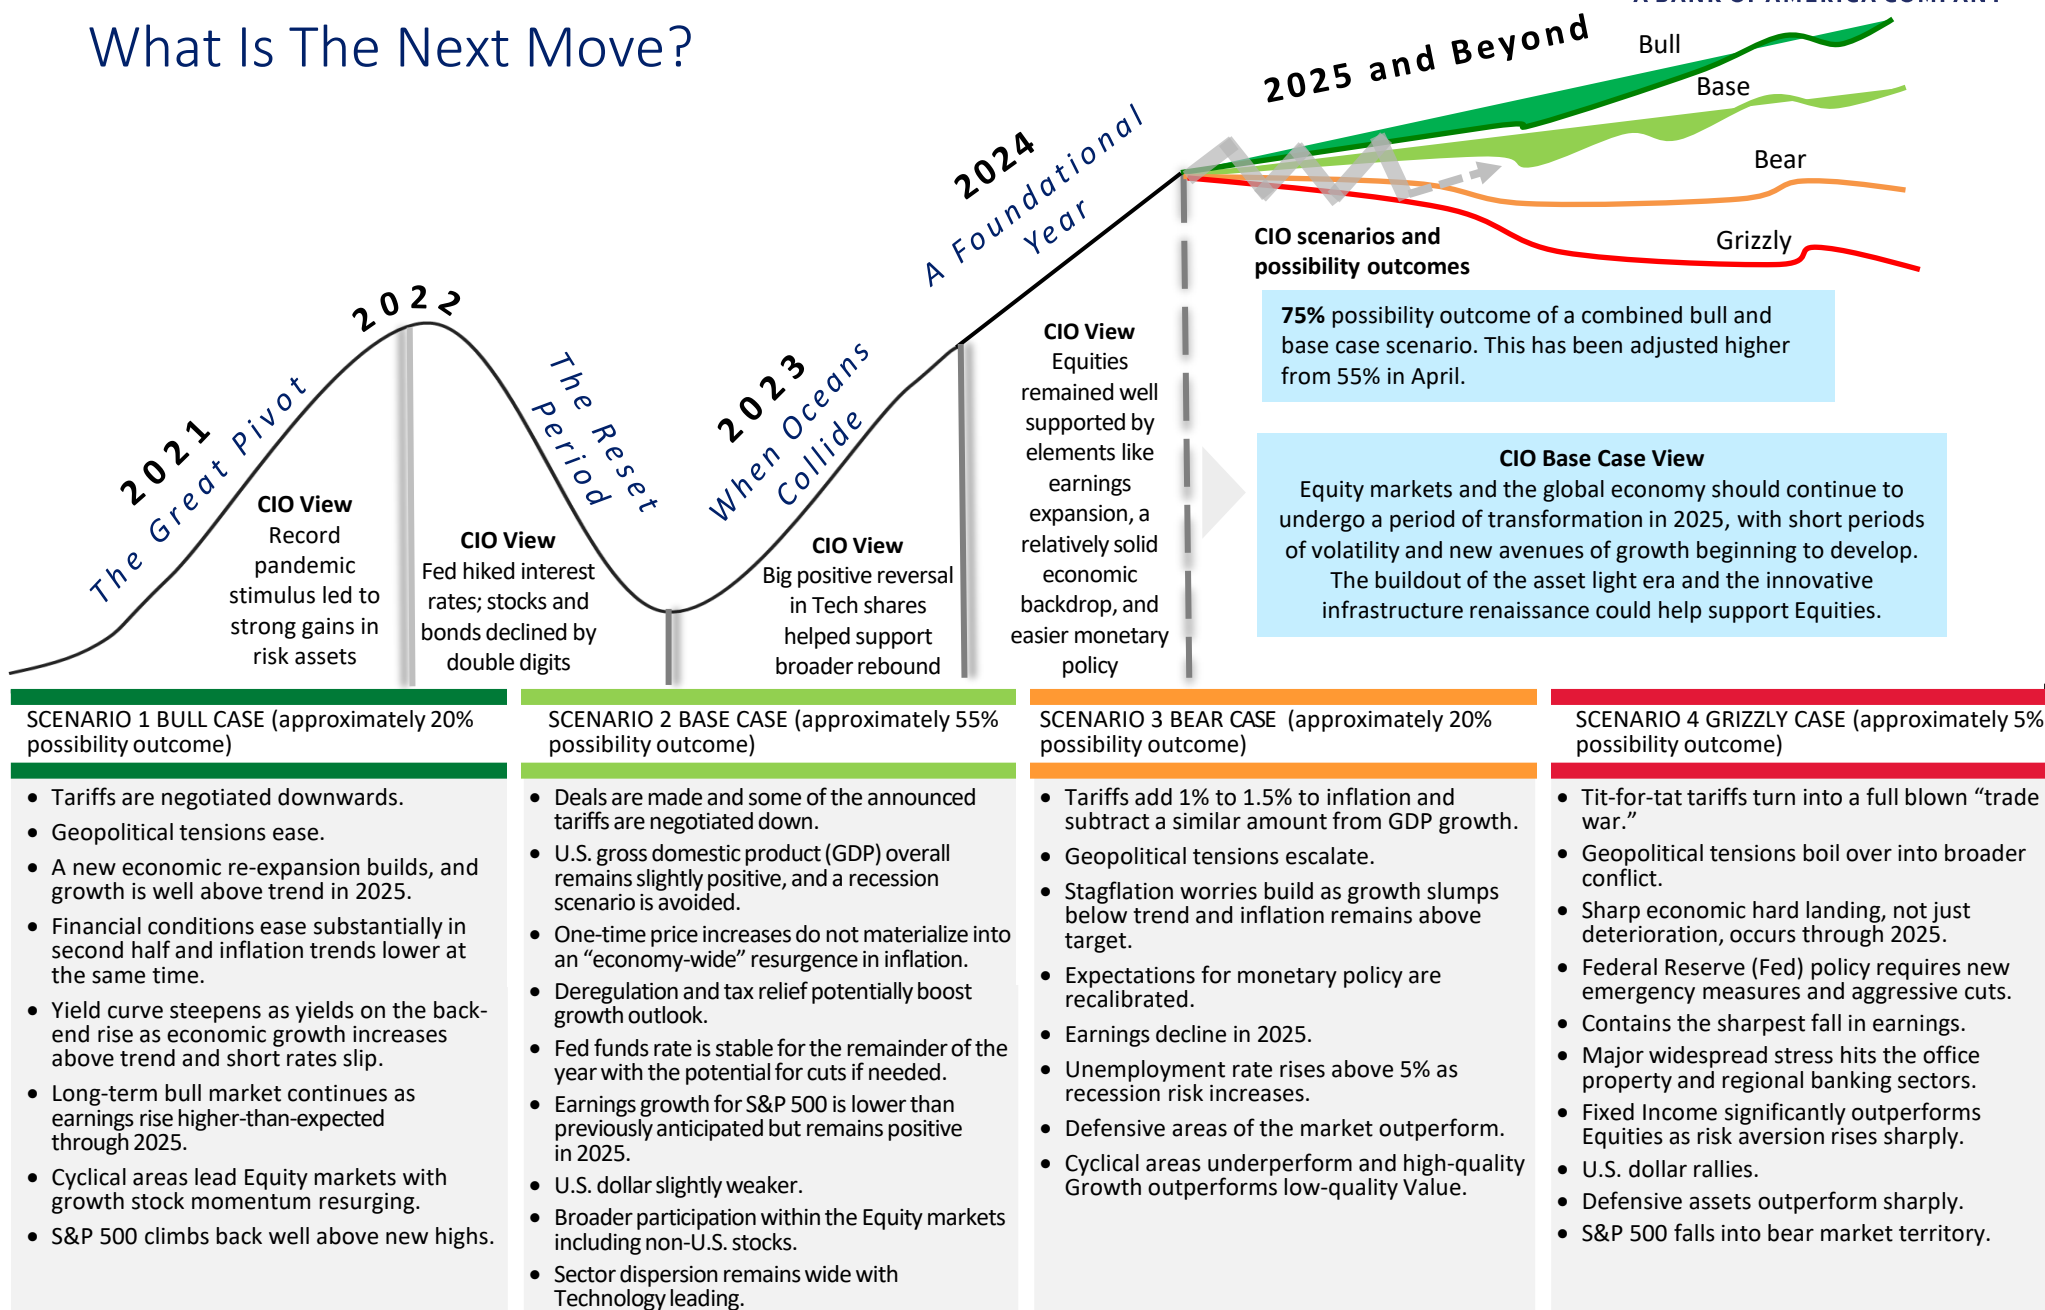 A BANK OF AMERICA COMPANY
What Is The Next Move?
2025 and Beyond
Bull
Base
Bear
Grizzly
2024
A Foundational
Year
2022
The Reset
Period
2023
When Oceans
Collide
2021
The Great Pivot
CIO View
Record
pandemic
stimulus led to
strong gains in
risk assets
CIO View
Fed hiked interest
rates; stocks and
bonds declined by
double digits
CIO View
Big positive reversal
in Tech shares
helped support
broader rebound
CIO View
Equities
remained well
supported by
elements like
earnings
expansion, a
relatively solid
economic
backdrop, and
easier monetary
policy
CIO scenarios and
possibility outcomes
75% possibility outcome of a combined bull and
base case scenario. This has been adjusted higher
from 55% in April.
CIO Base Case View
Equity markets and the global economy should continue to
undergo a period of transformation in 2025, with short periods
of volatility and new avenues of growth beginning to develop.
The buildout of the asset light era and the innovative
infrastructure renaissance could help support Equities.
SCENARIO 1 BULL CASE (approximately 20%
possibility outcome)
• Tariffs are negotiated downwards.
• Geopolitical tensions ease.
• A new economic re-expansion builds, and
growth is well above trend in 2025.
• Financial conditions ease substantially in
second half and inflation trends lower at
the same time.
• Yield curve steepens as yields on the back-
end rise as economic growth increases
above trend and short rates slip.
• Long-term bull market continues as
earnings rise higher-than-expected
through 2025.
• Cyclical areas lead Equity markets with
growth stock momentum resurging.
• S&P 500 climbs back well above new highs.
SCENARIO 2 BASE CASE (approximately 55%
possibility outcome)
• Deals are made and some of the announced
tariffs are negotiated down.
• U.S. gross domestic product (GDP) overall
remains slightly positive, and a recession
scenario is avoided.
• One-time price increases do not materialize into
an “economy-wide” resurgence in inflation.
• Deregulation and tax relief potentially boost
growth outlook.
• Fed funds rate is stable for the remainder of the
year with the potential for cuts if needed.
• Earnings growth for S&P 500 is lower than
previously anticipated but remains positive
in 2025.
• U.S. dollar slightly weaker.
• Broader participation within the Equity markets
including non-U.S. stocks.
• Sector dispersion remains wide with
Technology leading.
SCENARIO 3 BEAR CASE (approximately 20%
possibility outcome)
• Tariffs add 1% to 1.5% to inflation and
subtract a similar amount from GDP growth.
• Geopolitical tensions escalate.
• Stagflation worries build as growth slumps
below trend and inflation remains above
target.
• Expectations for monetary policy are
recalibrated.
• Earnings decline in 2025.
• Unemployment rate rises above 5% as
recession risk increases.
• Defensive areas of the market outperform.
• Cyclical areas underperform and high-quality
Growth outperforms low-quality Value.
SCENARIO 4 GRIZZLY CASE (approximately 5%
possibility outcome)
• Tit-for-tat tariffs turn into a full blown “trade
war.”
• Geopolitical tensions boil over into broader
conflict.
• Sharp economic hard landing, not just
deterioration, occurs through 2025.
• Federal Reserve (Fed) policy requires new
emergency measures and aggressive cuts.
• Contains the sharpest fall in earnings.
• Major widespread stress hits the office
property and regional banking sectors.
• Fixed Income significantly outperforms
Equities as risk aversion rises sharply.
• U.S. dollar rallies.
• Defensive assets outperform sharply.
• S&P 500 falls into bear market territory.